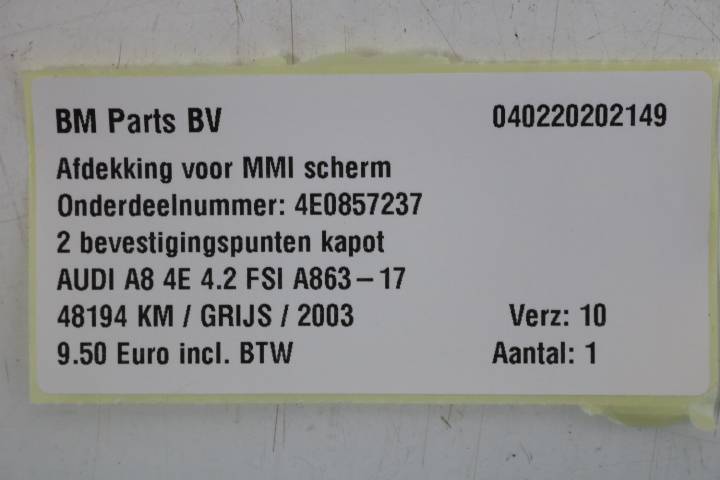 BM Parts BV 040220202149
Afdekking voor MMI scherm
Onderdeelnummer: 4E0857237
2 bevestigingspunten kapot
AUDI A8 4E 4.2 FSI A863-17
48194 KM / GRIJS / 2003 Verz: 10
9.50 Euro incl. BTW Aantal: 1